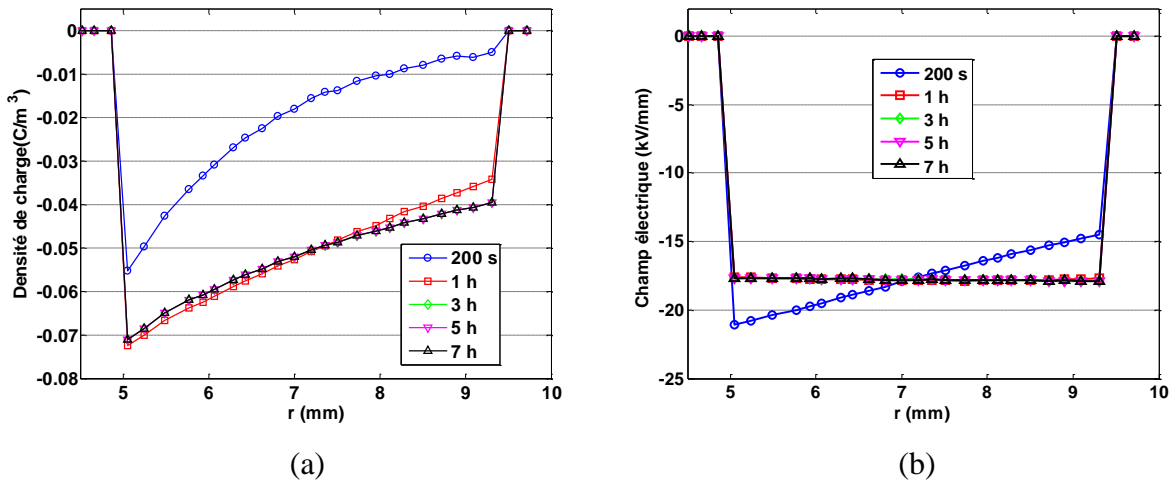 0
-0.01
-0.02
-0.03
-0.04
-0.05
-0.06
-0.07
-0.08
Densité de charge(C/m 3)
5 6 7 8 9 10
r (mm)
200 s
1 h
3 h
5 h
7 h
(a)
0
-5
-10
-15
-20
-25
Champ électrique (kV/mm)
5 6 7 8 9 10
r (mm)
200 s
1 h
3 h
5 h
7 h
(b)